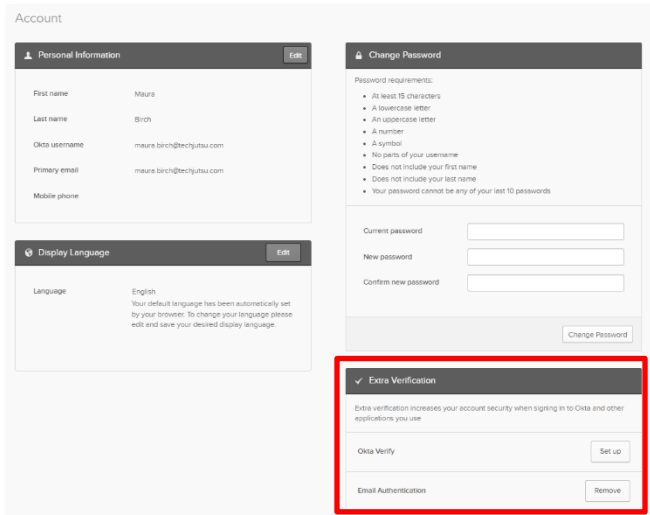 Account
Personal Information
Edit
First name Maura
Last name Birch
Okta username maura.birch@techjutsu.com
Primary email maura.birch@techjutsu.com
Mobile phone
Display Language
Edit
Language English
Your default language has been automatically set
by your browser. To change your language please
edit and save your desired display language.
Change Password
Password requirements:
• At least 15 characters
• A lowercase letter
• An uppercase letter
• A number
• A symbol
• No parts of your username
• Does not include your first name
• Does not include your last name
• Your password cannot be any of your last 10 passwords
Current password
New password
Confirm new password
Change Password
Extra Verification
Extra verification increases your account security when signing in to Okta and other
applications you use
Okta Verify Set up
Email Authentication Remove